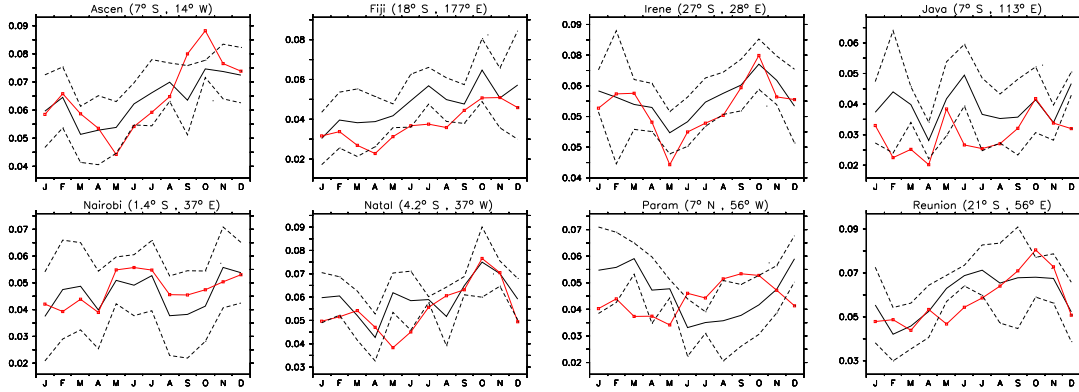 Ascen (7° S , 14° W)
0.09
0.08
0.07
0.06
0.05
0.04
J F M A M J J A S O N D
Fiji (18° S , 177° E)
0.08
0.06
0.04
0.02
J F M A M J J A S O N D
Irene (27° S , 28° E)
0.09
0.08
0.07
0.06
0.05
0.04
J F M A M J J A S O N D
Java (7° S , 113° E)
0.06
0.05
0.04
0.03
0.02
J F M A M J J A S O N D
Nairobi (1.4° S , 37° E)
0.07
0.06
0.05
0.04
0.03
0.02
J F M A M J J A S O N D
Natal (4.2° S , 37° W)
0.09
0.08
0.07
0.06
0.05
0.04
0.03
J F M A M J J A S O N D
Param (7° N , 56° W)
0.07
0.06
0.05
0.04
0.03
0.02
J F M A M J J A S O N D
Reunion (21° S , 56° E)
0.09
0.07
0.05
0.03
J F M A M J J A S O N D